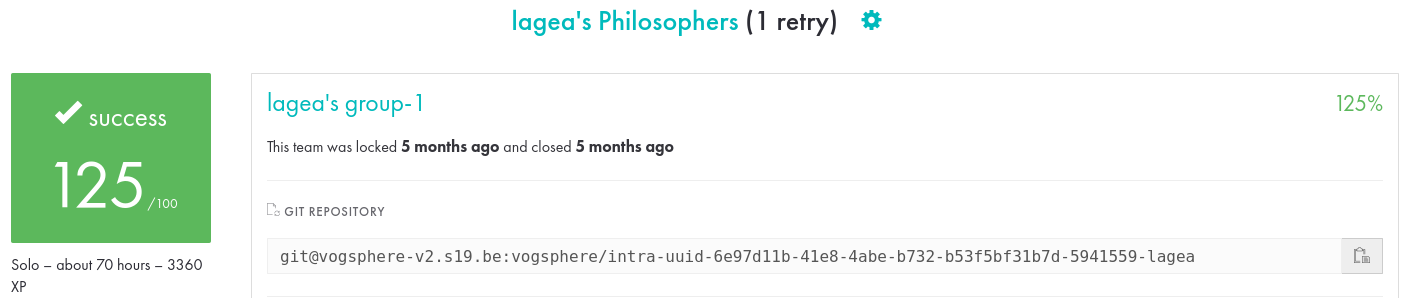 lagea's Philosophers (1 retry)
success
125 /100
Solo – about 70 hours – 3360
XP
lagea's group-1
125%
This team was locked 5 months ago and closed 5 months ago
GIT REPOSITORY
git@vogsphere-v2.s19.be:vogsphere/intra-uuid-6e97d11b-41e8-4abe-b732-b53f5bf31b7d-5941559-lagea